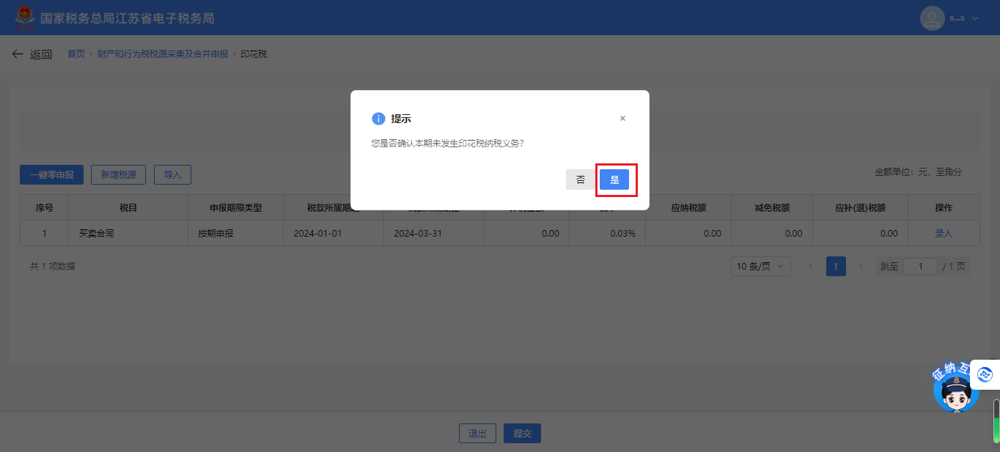 国家税务总局江苏省电子税务局
x...s
返回 首页 › 财产和行为税税源采集及合并申报 › 印花税
提示 ×
您是否确认本期未发生印花税纳税义务?
否 是
一键零申报 新增税源 导入 金额单位：元，至角分
序号 税目 申报期限类型 税款所属期起 应纳税额 减免税额 应补(退)税额 操作
1 买卖合同 按期申报 2024-01-01 2024-03-31 0.00 0.03% 0.00 0.00 0.00 录入
共 1 项数据 10 条/页 ‹ 1 › 跳至 1 / 1 页
征纳互
退出 提交